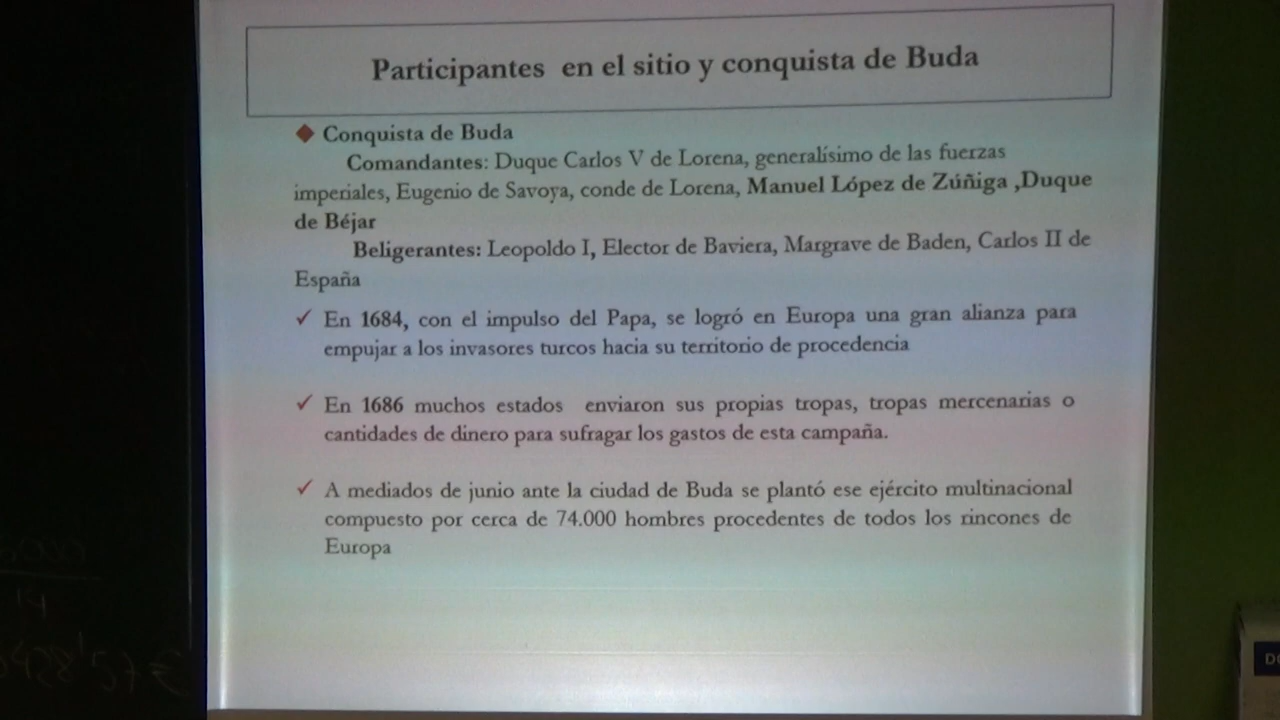 Participantes en el sitio y conquista de Buda
Conquista de Buda
Comandantes: Duque Carlos V de Lorena, generalísimo de las fuerzas
imperiales, Eugenio de Savoya, conde de Lorena, Manuel López de Zúñiga ,Duque
de Béjar
Beligerantes: Leopoldo I, Elector de Baviera, Margrave de Baden, Carlos II de
España
✓ En 1684, con el impulso del Papa, se logró en Europa una gran alianza para
empujar a los invasores turcos hacia su territorio de procedencia
✓ En 1686 muchos estados enviaron sus propias tropas, tropas mercenarias o
cantidades de dinero para sufragar los gastos de esta campaña.
✓ A mediados de junio ante la ciudad de Buda se plantó ese ejército multinacional
compuesto por cerca de 74.000 hombres procedentes de todos los rincones de
Europa
14